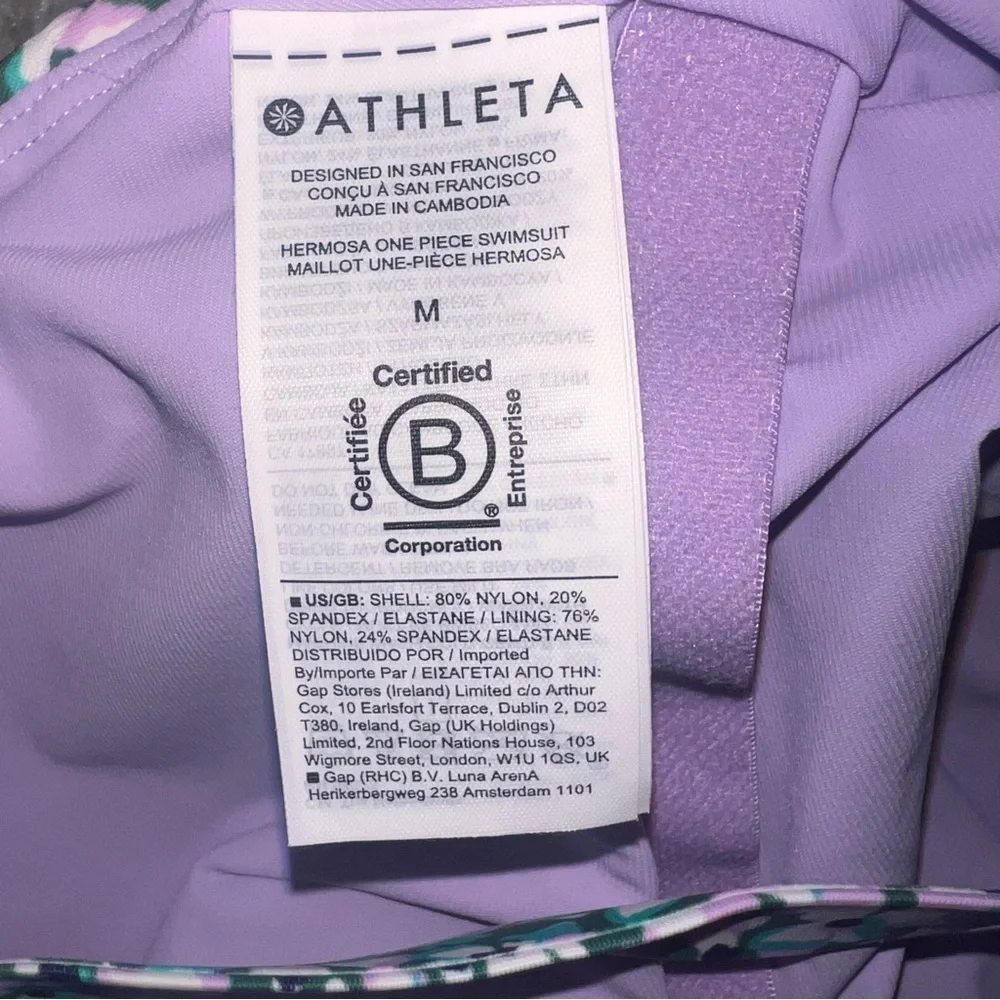 ATHLETA
DESIGNED IN SAN FRANCISCO
CONÇU À SAN FRANCISCO
MADE IN CAMBODIA
HERMOSA ONE PIECE SWIMSUIT
MAILLOT UNE-PIÈCE HERMOSA
M
Certified
Certifiée
B
Entreprise
®
Corporation
US/GB: SHELL: 80% NYLON, 20%
SPANDEX / ELASTANE / LINING: 76%
NYLON, 24% SPANDEX / ELASTANE
DISTRIBUIDO POR / Imported
By/Importe Par / ΕΙΣΑΓΕΤΑΙ ΑΠΟ ΤΗΝ:
Gap Stores (Ireland) Limited c/o Arthur
Cox, 10 Earlsfort Terrace, Dublin 2, D02
T380, Ireland, Gap (UK Holdings)
Limited, 2nd Floor Nations House, 103
Wigmore Street, London, W1U 1QS, UK
Gap (RHC) B.V. Luna ArenA
Herikerbergweg 238 Amsterdam 1101